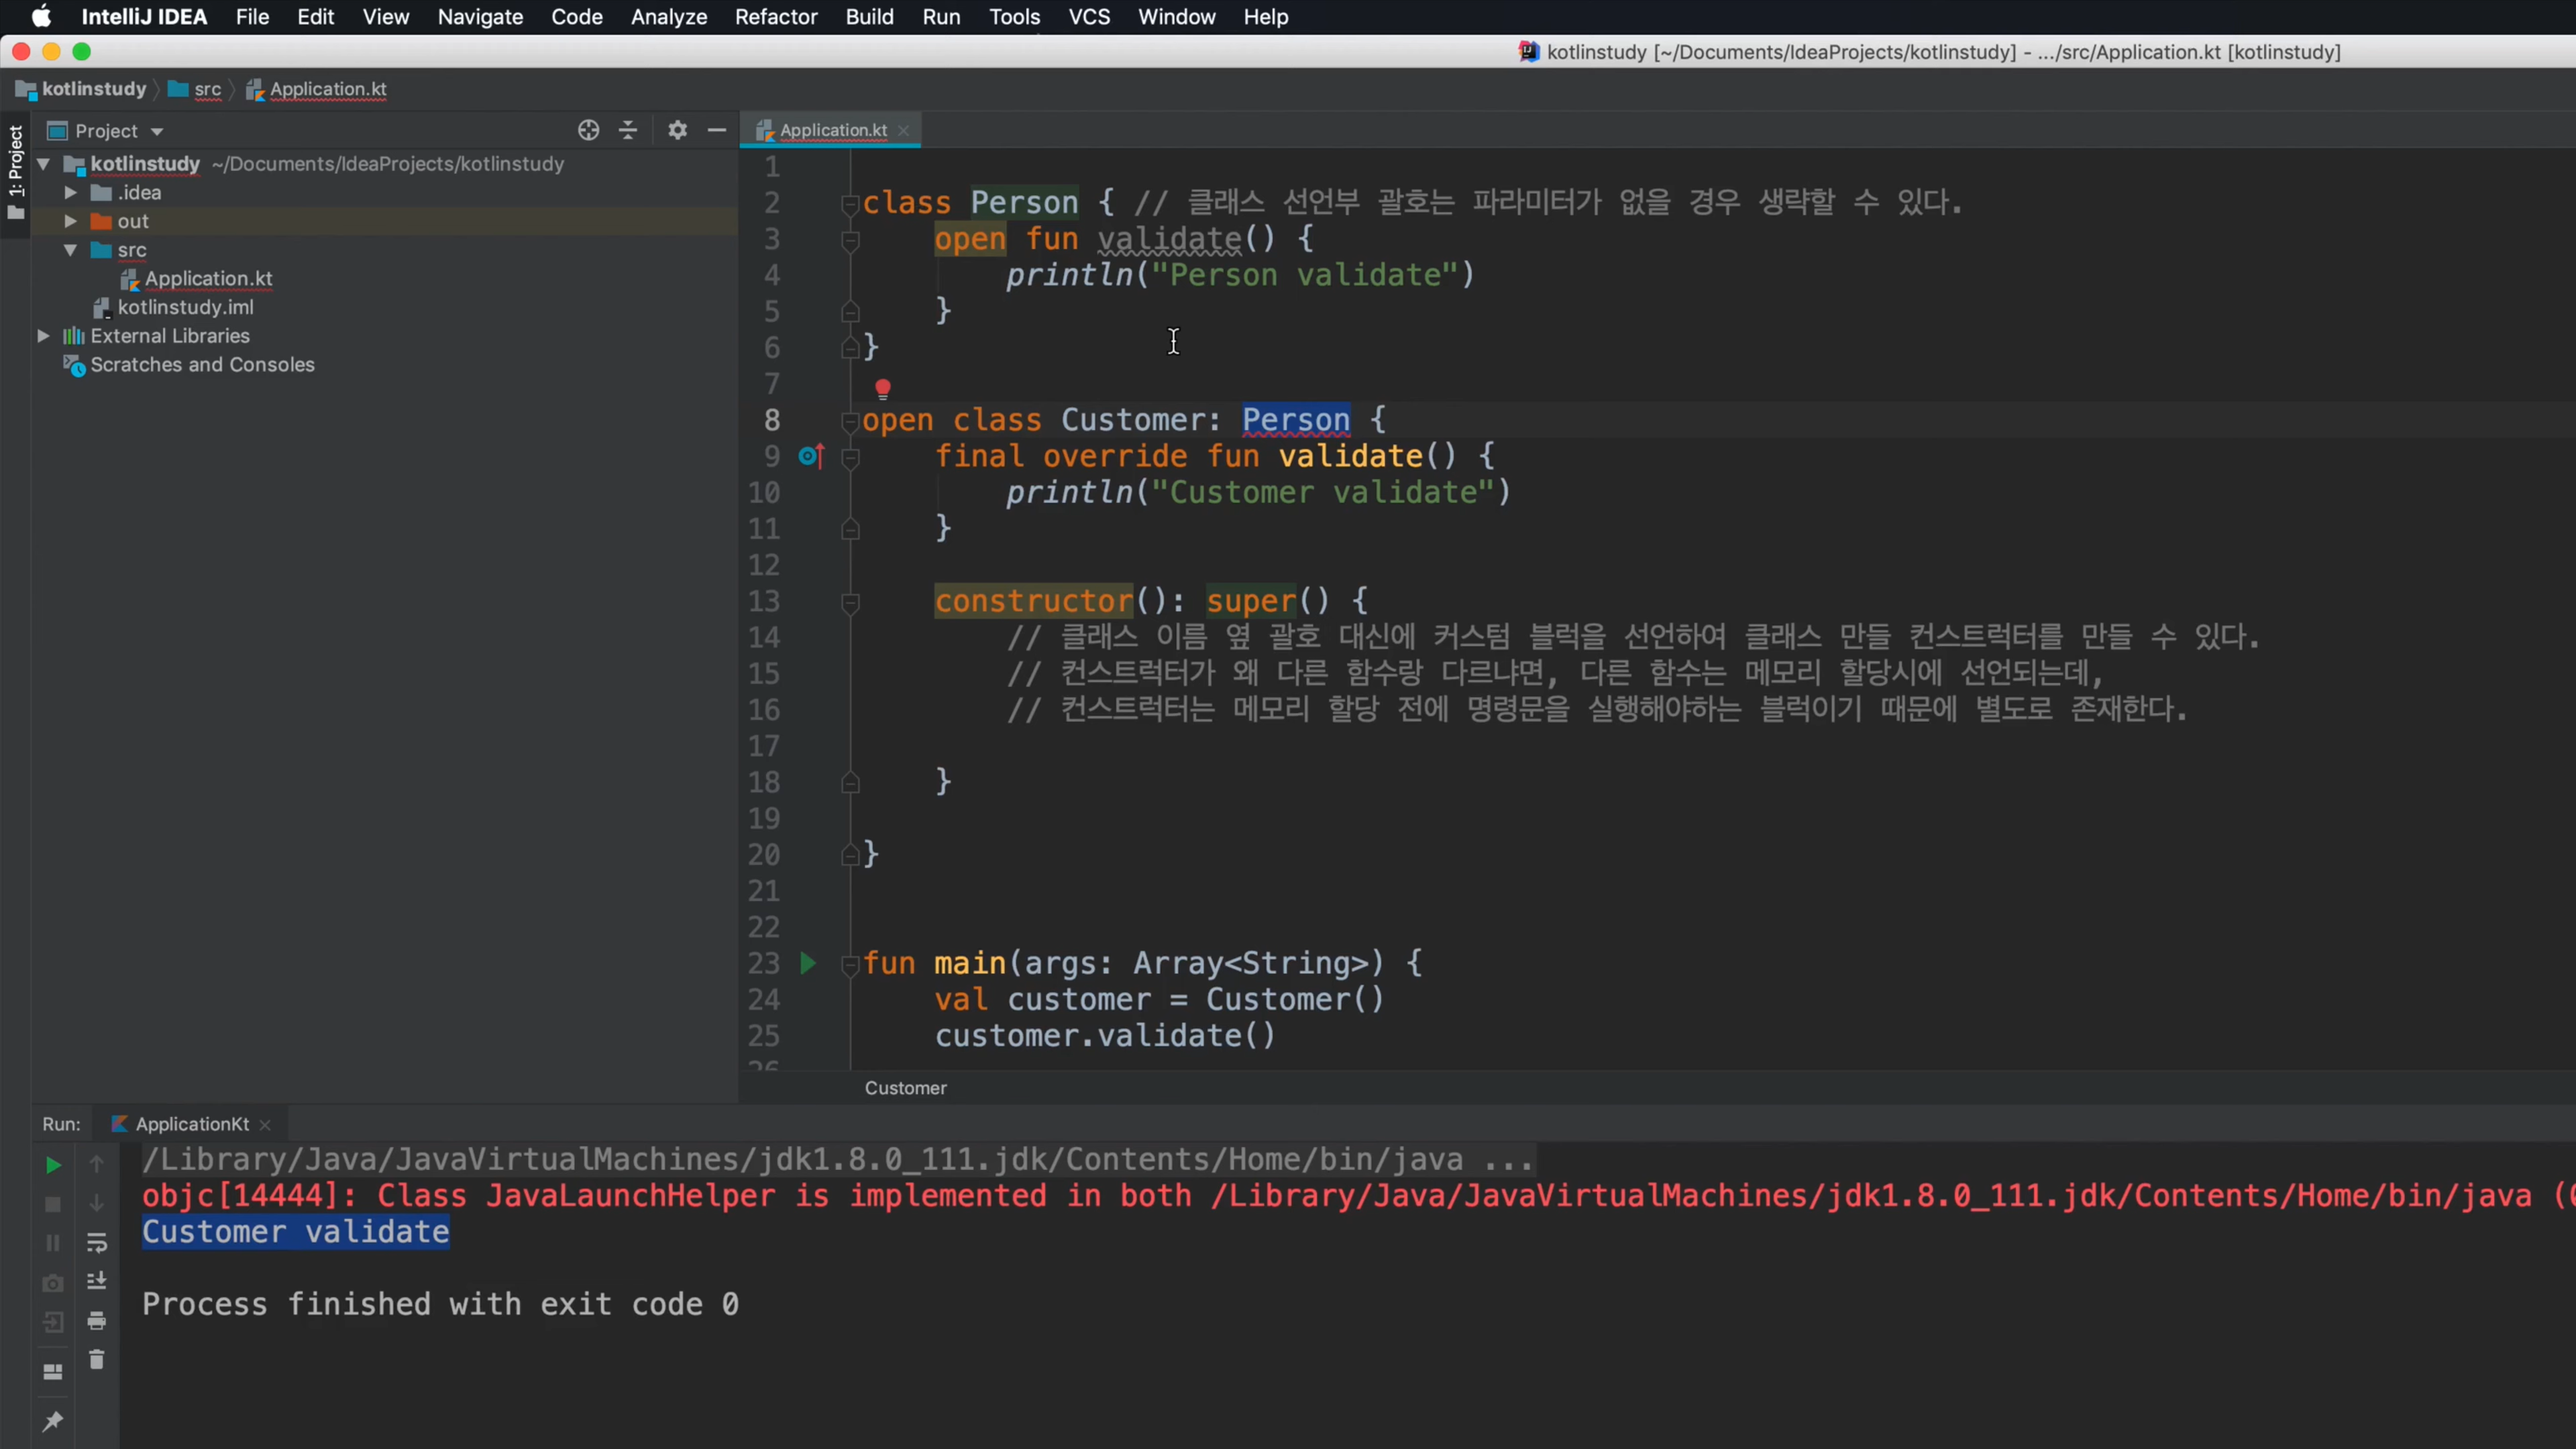 IntelliJ IDEA File Edit View Navigate Code Analyze Refactor Build Run Tools VCS Window Help
kotlinstudy [~/Documents/IdeaProjects/kotlinstudy] - .../src/Application.kt [kotlinstudy]
kotlinstudy src Application.kt
1: Project
Project
kotlinstudy ~/Documents/IdeaProjects/kotlinstudy
.idea
out
src
Application.kt
kotlinstudy.iml
External Libraries
Scratches and Consoles
Application.kt
1
2 class Person { // 클래스 선언부 괄호는 파라미터가 없을 경우 생략할 수 있다.
3 open fun validate() {
4 println("Person validate")
5 }
6 }
7
8 open class Customer: Person {
9 final override fun validate() {
10 println("Customer validate")
11 }
12
13 constructor(): super() {
14 // 클래스 이름 옆 괄호 대신에 커스텀 블럭을 선언하여 클래스 만들 컨스트럭터를 만들 수 있다.
15 // 컨스트럭터가 왜 다른 함수랑 다르냐면, 다른 함수는 메모리 할당시에 선언되는데,
16 // 컨스트럭터는 메모리 할당 전에 명령문을 실행해야하는 블럭이기 때문에 별도로 존재한다.
17
18 }
19
20 }
21
22
23 fun main(args: Array<String>) {
24 val customer = Customer()
25 customer.validate()
26
Customer
Run: ApplicationKt
/Library/Java/JavaVirtualMachines/jdk1.8.0_111.jdk/Contents/Home/bin/java ...
objc[14444]: Class JavaLaunchHelper is implemented in both /Library/Java/JavaVirtualMachines/jdk1.8.0_111.jdk/Contents/Home/bin/java (
Customer validate
Process finished with exit code 0